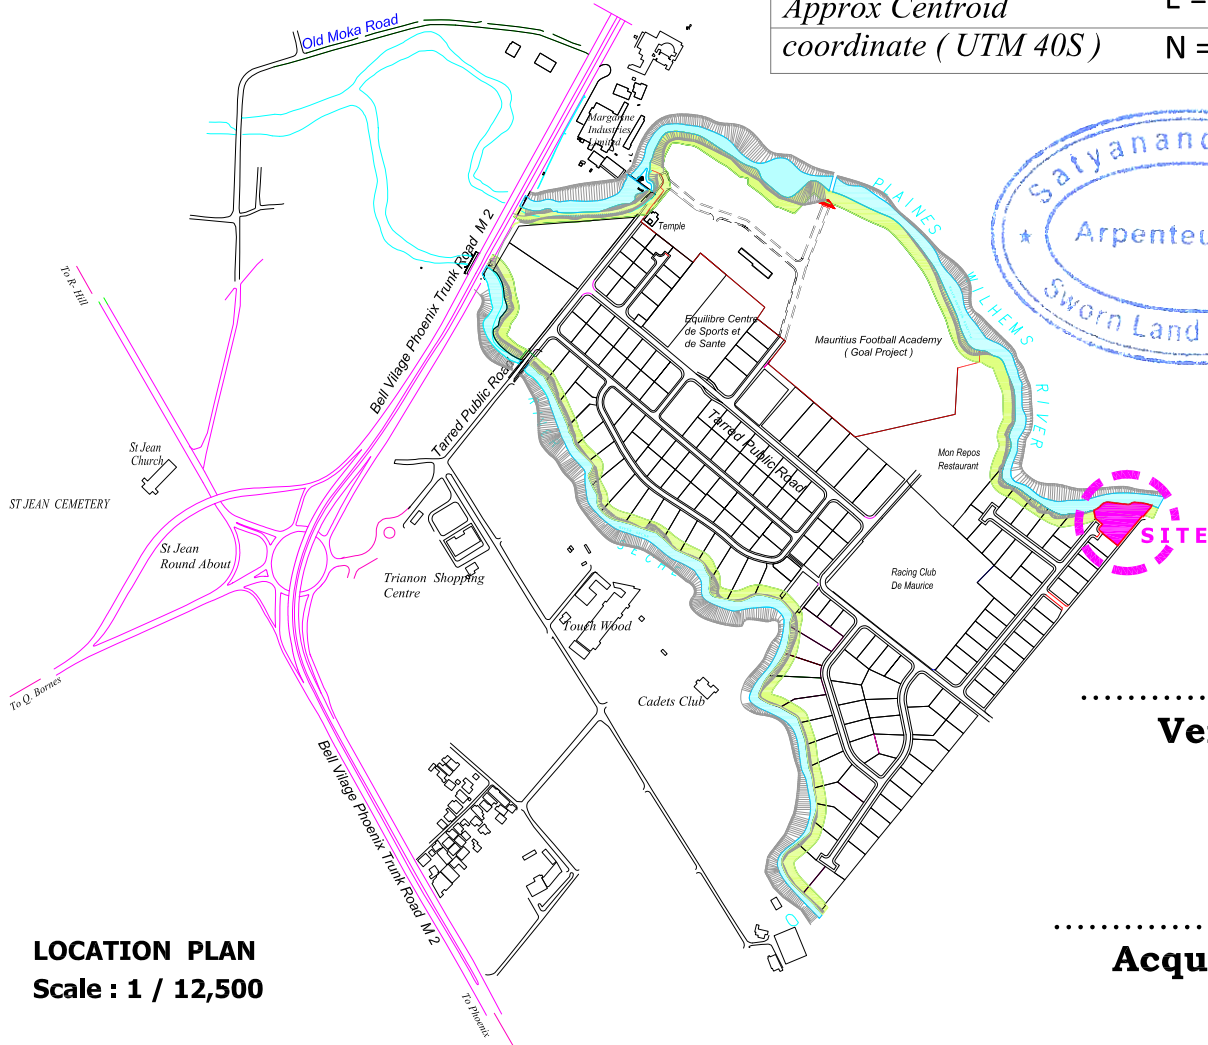 Approx Centroid
coordinate ( UTM 40S )
N =
Old Moka Road
Margarine
Industries
Limited
Satyanand
Arpenteu
Sworn Land
PLAINES
WILHEMS
RIVER
Temple
To R- Hill
Bell Vilage Phoenix Trunk Road M 2
Equilibre Centre
de Sports et
de Sante
Mauritius Football Academy
( Goal Project )
Tarred Public Road
Tarred Public Road
St Jean
Church
Mon Repos
Restaurant
ST JEAN CEMETERY
SITE
St Jean
Round About
Trianon Shopping
Centre
Racing Club
De Maurice
Touch Wood
Cadets Club
To Q. Bornes
Bell Vilage Phoenix Trunk Road M 2
Acqu
LOCATION PLAN
Scale : 1 / 12,500
To Phoenix